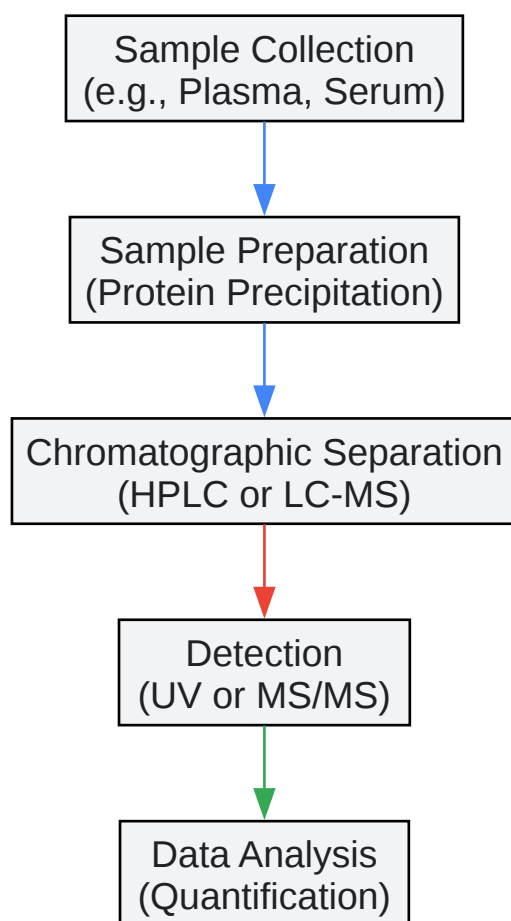 Sample Collection
(e.g., Plasma, Serum)
Sample Preparation
(Protein Precipitation)
Chromatographic Separation
(HPLC or LC-MS)
Detection
(UV or MS/MS)
Data Analysis
(Quantification)